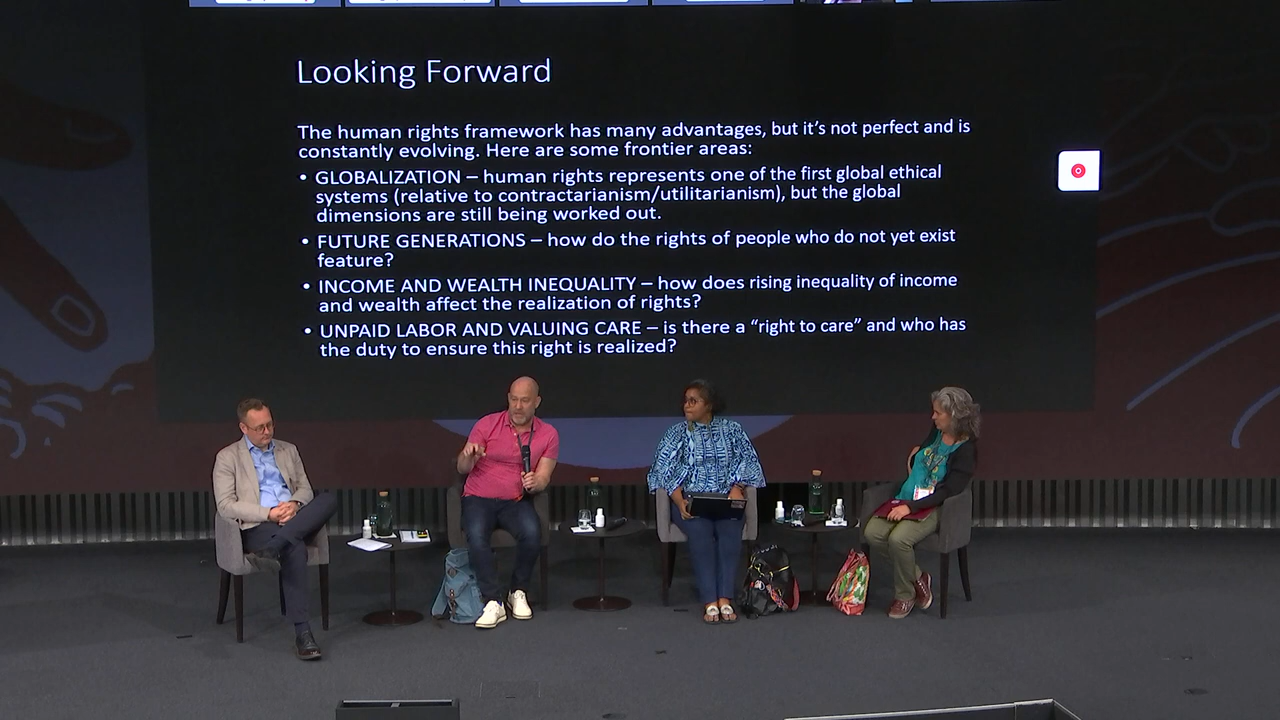 Looking Forward
The human rights framework has many advantages, but it's not perfect and is
constantly evolving. Here are some frontier areas:
• GLOBALIZATION – human rights represents one of the first global ethical
systems (relative to contractarianism/utilitarianism), but the global
dimensions are still being worked out.
• FUTURE GENERATIONS – how do the rights of people who do not yet exist
feature?
• INCOME AND WEALTH INEQUALITY – how does rising inequality of income
and wealth affect the realization of rights?
• UNPAID LABOR AND VALUING CARE – is there a “right to care” and who has
the duty to ensure this right is realized?